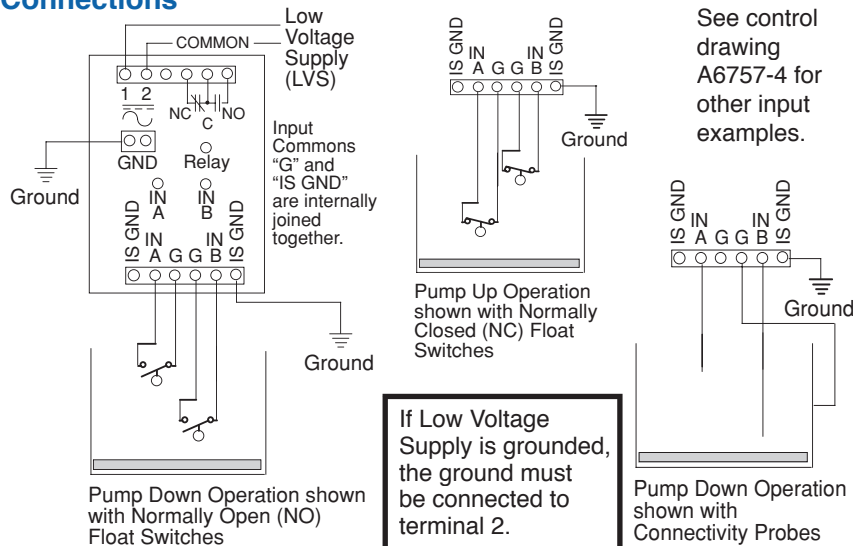 Connections
Low
Voltage
Supply
(LVS)
COMMON
1 2
NC
C
NO
GND
Relay
Ground
IN
A
IN
B
IS GND
IN
A
G G
IN
B
IS GND
Input
Commons
“G” and
“IS GND”
are internally
joined
together.
Ground
Pump Down Operation shown
with Normally Open (NO)
Float Switches
IS GND
IN
A
G G
IN
B
IS GND
Ground
Pump Up Operation
shown with Normally
Closed (NC) Float
Switches
If Low Voltage
Supply is grounded,
the ground must
be connected to
terminal 2.
See control
drawing
A6757-4 for
other input
examples.
IS GND
IN
A
G G
IN
B
IS GND
Ground
Pump Down Operation
shown with
Connectivity Probes